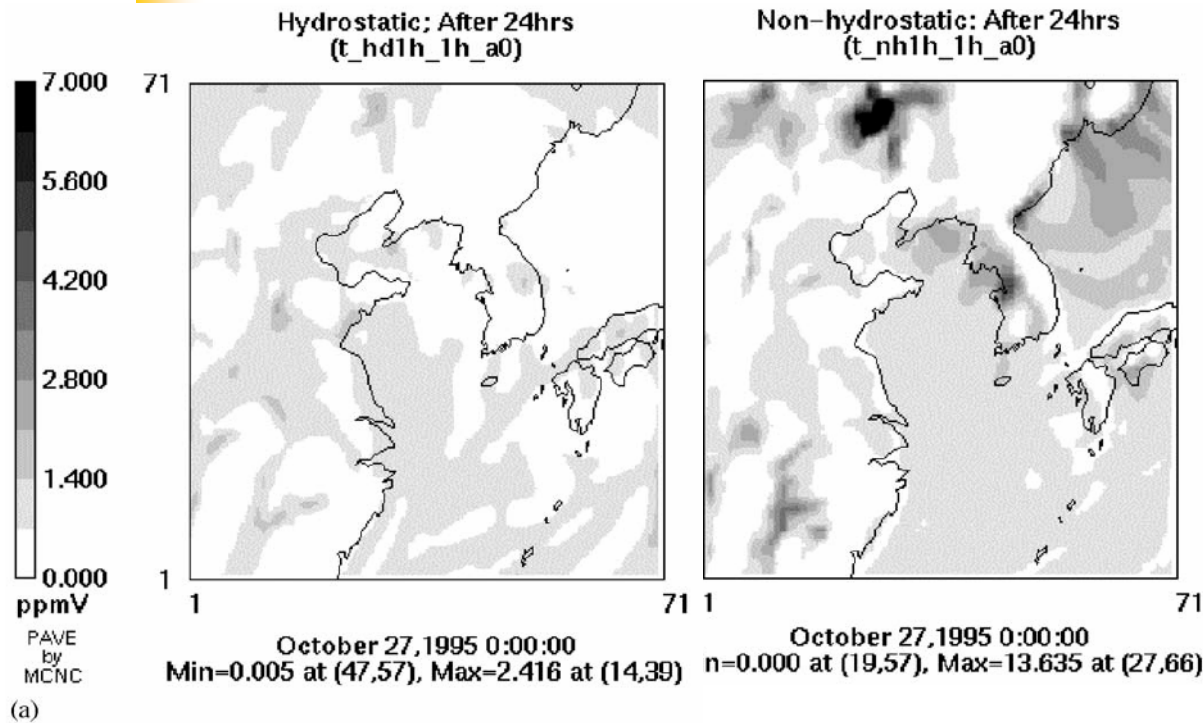 Hydrostatic; After 24hrs
(t_hd1h_1h_a0)
Non-hydrostatic: After 24hrs
(t_nh1h_1h_a0)
7.000
5.600
4.200
2.800
1.400
0.000
ppmV
PAVE
by
MCNC
71
1
1
71
1
71
October 27,1995 0:00:00
Min=0.005 at (47,57), Max=2.416 at (14,39)
October 27,1995 0:00:00
n=0.000 at (19,57), Max=13.635 at (27,66)
(a)